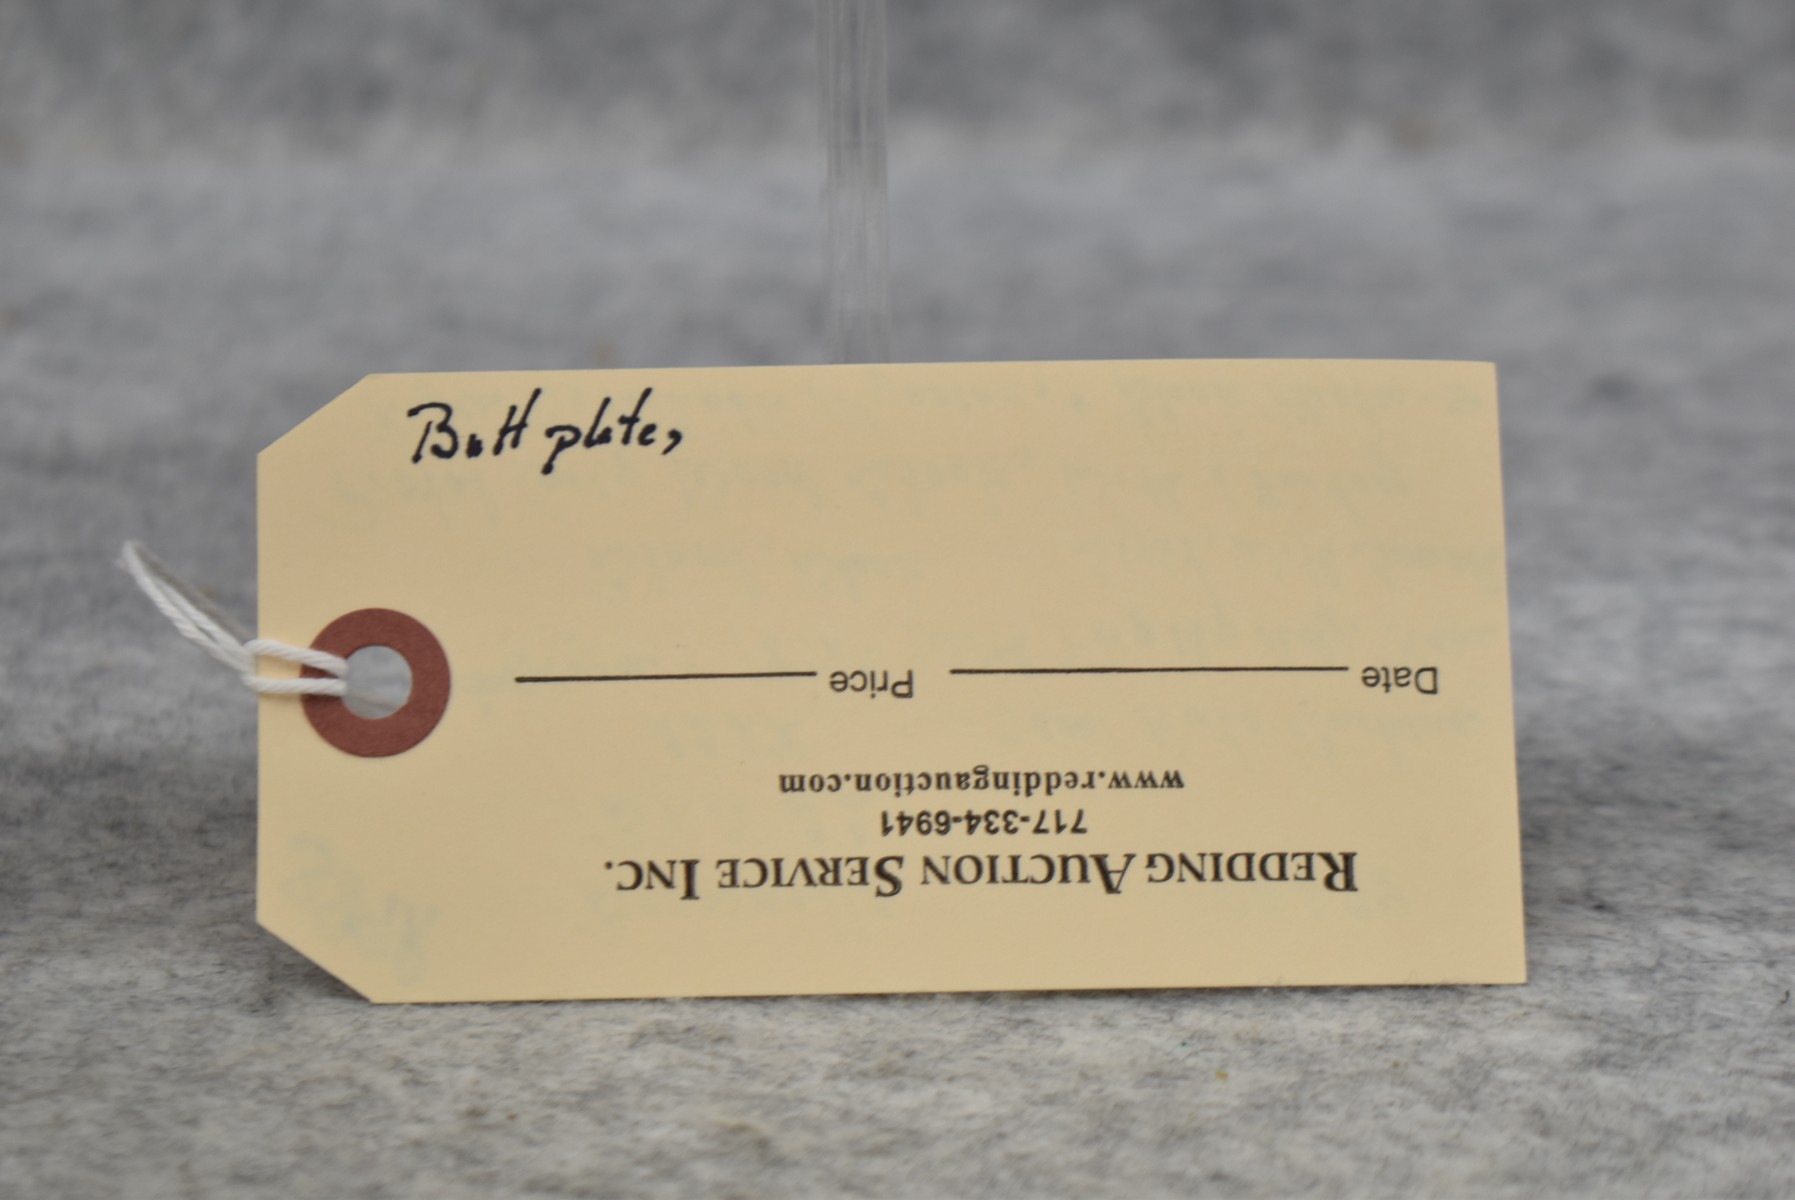 Butt plate,
REDDING AUCTION SERVICE INC.
717-334-6941
www.reddingauction.com
Date Price